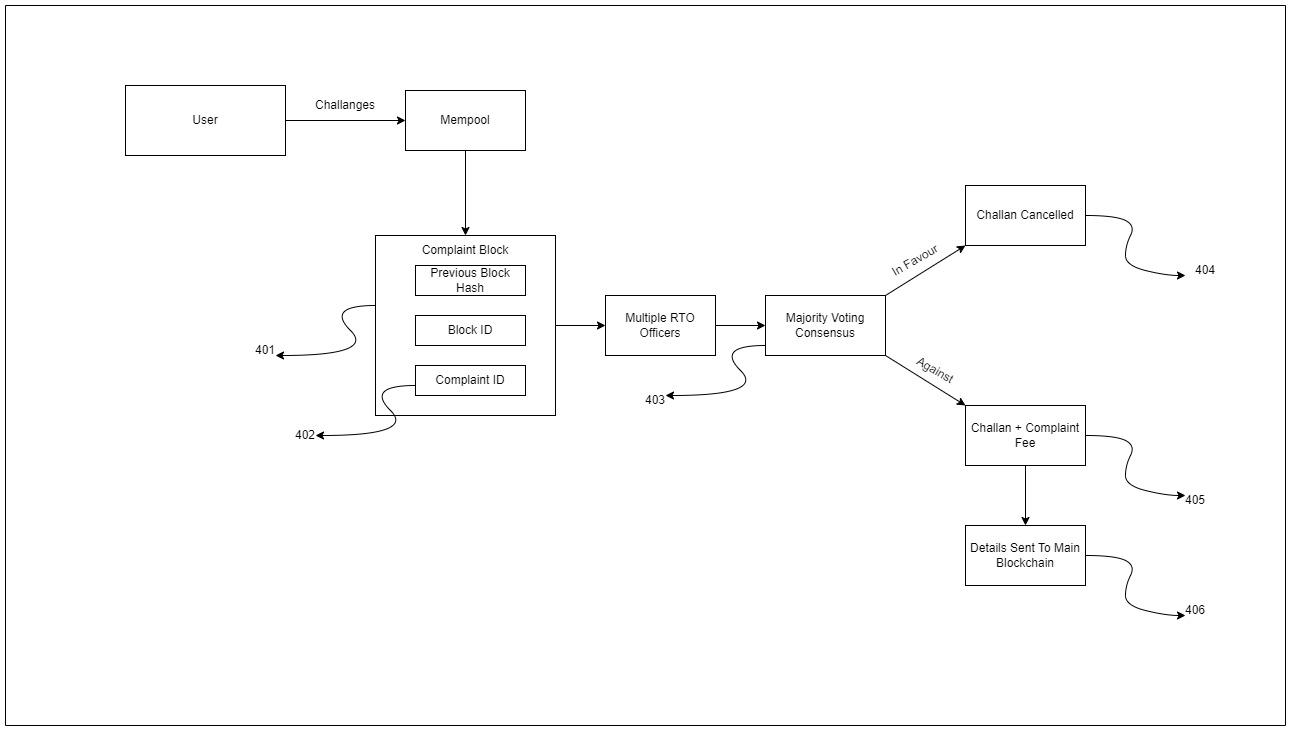 User
Challanges
Mempool
Complaint Block
Previous Block
Hash
Block ID
Complaint ID
401
402
Multiple RTO
Officers
Majority Voting
Consensus
403
In Favour
Challan Cancelled
404
Against
Challan + Complaint
Fee
405
Details Sent To Main
Blockchain
406